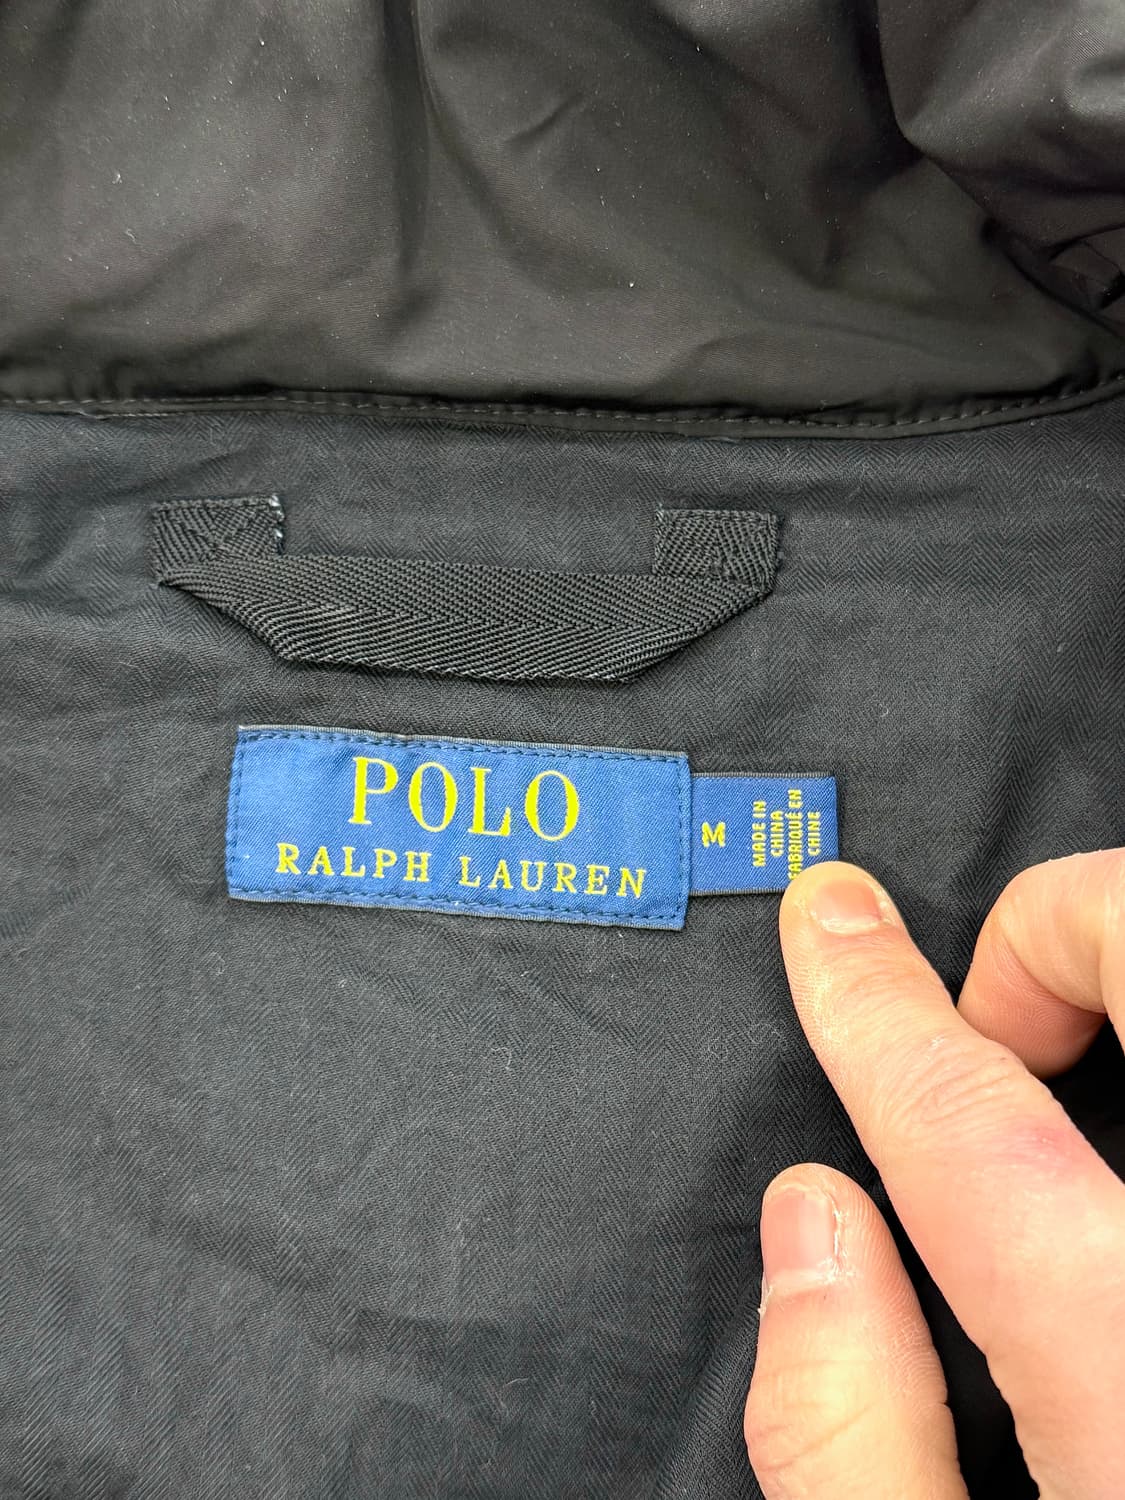 POLO
RALPH LAUREN
M
MADE IN
CHINA
FABRIQUÉ EN
CHINE